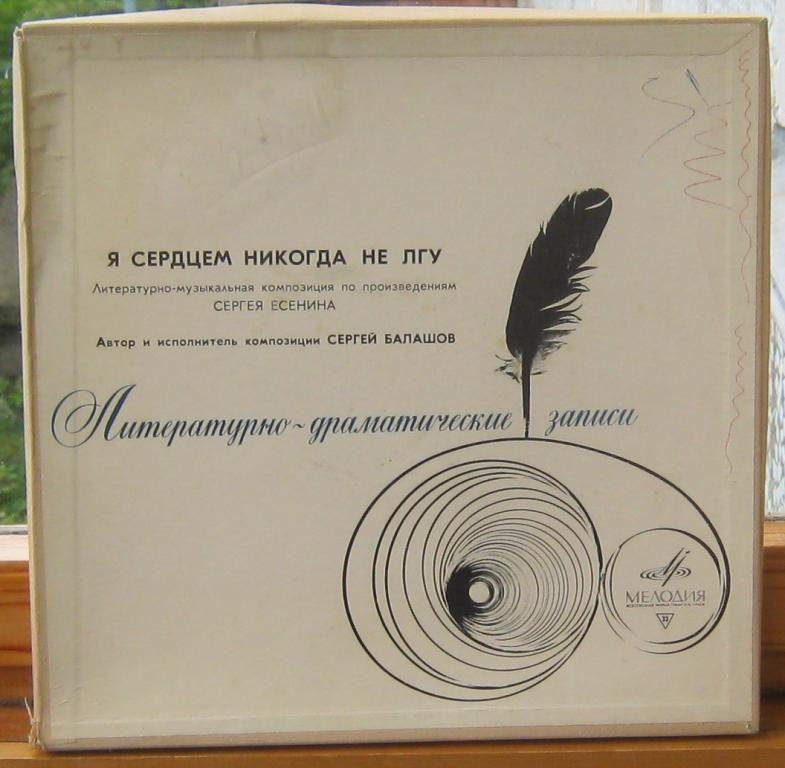 Я СЕРДЦЕМ НИКОГДА НЕ ЛГУ
Литературно-музыкальная композиция по произведениям
СЕРГЕЯ ЕСЕНИНА
Автор и исполнитель композиции СЕРГЕЙ БАЛАШОВ
Литературно-драматические записи
МЕЛОДИЯ
33